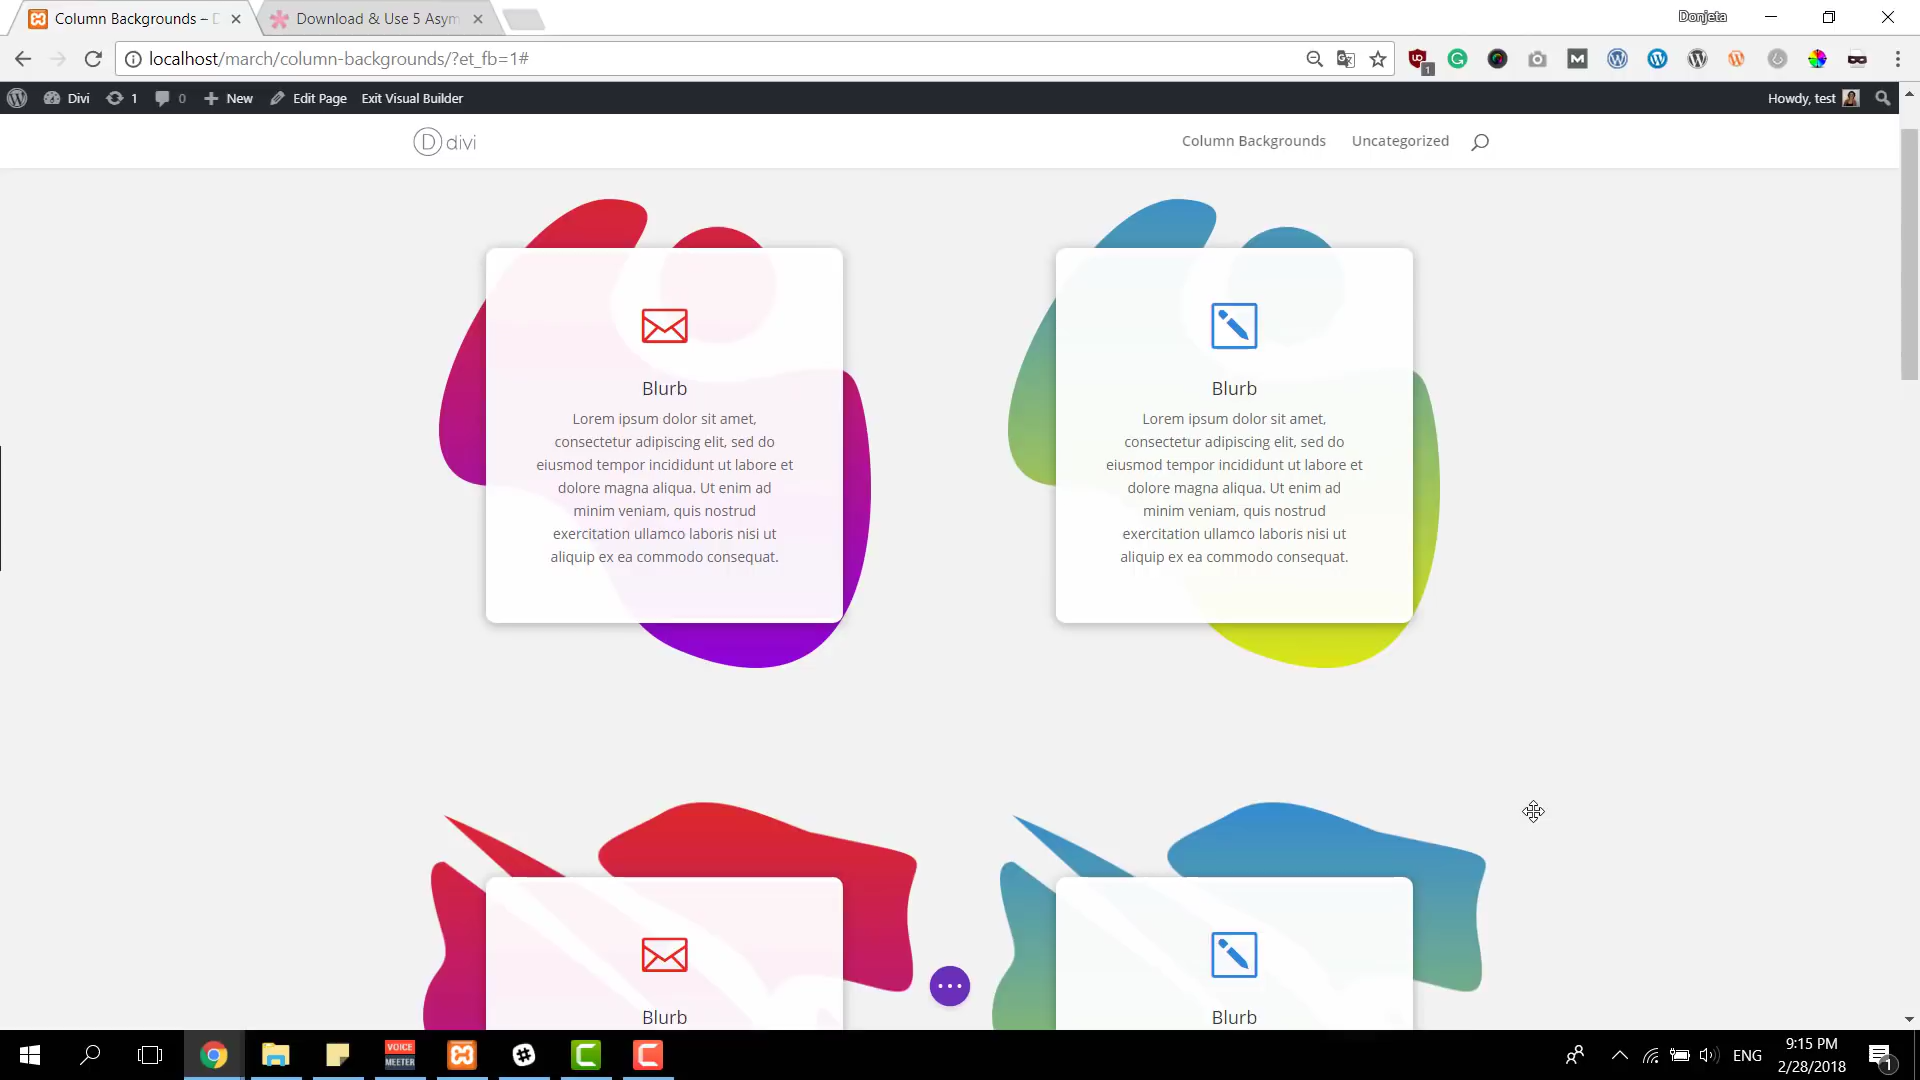 Column Backgrounds – D
Download & Use 5 Asym
Donjeta
localhost/march/column-backgrounds/?et_fb=1#
1
Divi
1
0
New
Edit Page
Exit Visual Builder
Howdy, test
D divi
Column Backgrounds
Uncategorized
Blurb
Lorem ipsum dolor sit amet,
consectetur adipiscing elit, sed do
eiusmod tempor incididunt ut labore et
dolore magna aliqua. Ut enim ad
minim veniam, quis nostrud
exercitation ullamco laboris nisi ut
aliquip ex ea commodo consequat.
Blurb
Lorem ipsum dolor sit amet,
consectetur adipiscing elit, sed do
eiusmod tempor incididunt ut labore et
dolore magna aliqua. Ut enim ad
minim veniam, quis nostrud
exercitation ullamco laboris nisi ut
aliquip ex ea commodo consequat.
Blurb
Blurb
VOICE
MEETER
ENG
9:15 PM
2/28/2018
1